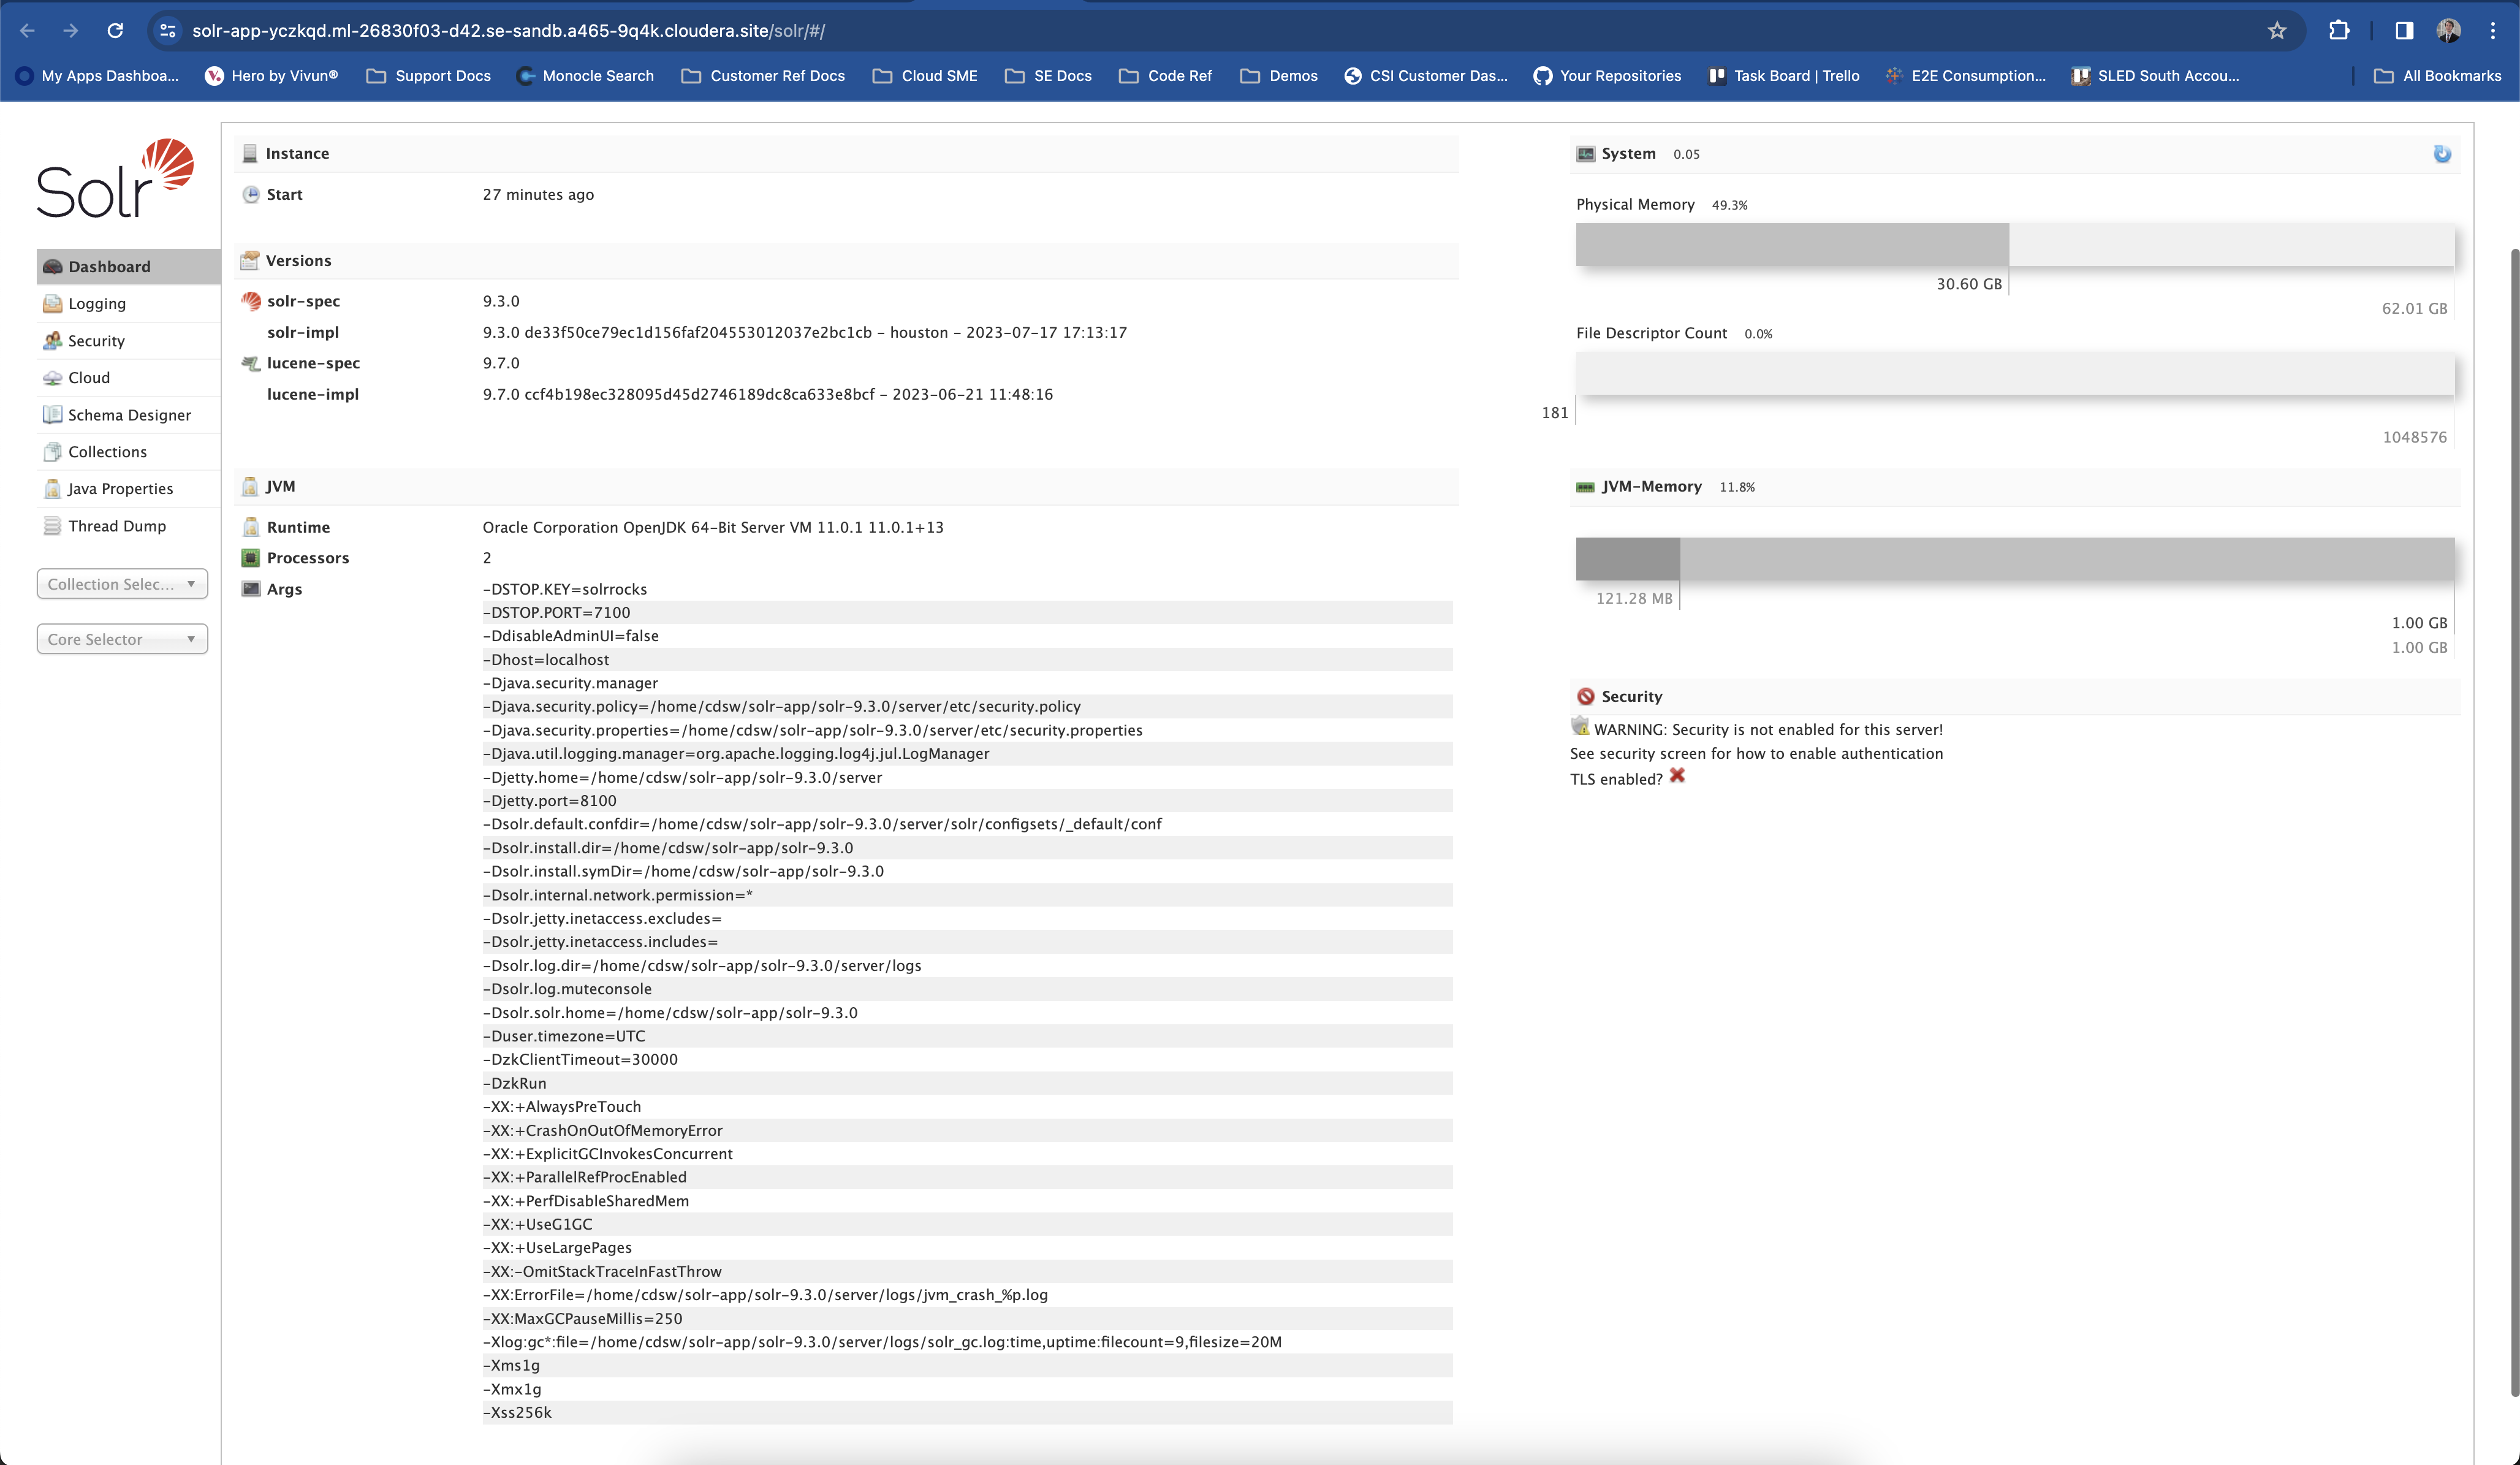 solr-app-yczkqd.ml-26830f03-d42.se-sandb.a465-9q4k.cloudera.site/solr/#/
My Apps Dashboa... Hero by Vivun® Support Docs Monocle Search Customer Ref Docs Cloud SME SE Docs Code Ref Demos CSI Customer Das... Your Repositories Task Board | Trello E2E Consumption... SLED South Accou... All Bookmarks
Solr
Dashboard
Logging
Security
Cloud
Schema Designer
Collections
Java Properties
Thread Dump
Collection Selec...
Core Selector
Instance
Start 27 minutes ago
Versions
solr-spec 9.3.0
solr-impl 9.3.0 de33f50ce79ec1d156faf204553012037e2bc1cb - houston - 2023-07-17 17:13:17
lucene-spec 9.7.0
lucene-impl 9.7.0 ccf4b198ec328095d45d2746189dc8ca633e8bcf - 2023-06-21 11:48:16
JVM
Runtime Oracle Corporation OpenJDK 64-Bit Server VM 11.0.1 11.0.1+13
Processors 2
Args -DSTOP.KEY=solrrocks
-DSTOP.PORT=7100
-DdisableAdminUI=false
-Dhost=localhost
-Djava.security.manager
-Djava.security.policy=/home/cdsw/solr-app/solr-9.3.0/server/etc/security.policy
-Djava.security.properties=/home/cdsw/solr-app/solr-9.3.0/server/etc/security.properties
-Djava.util.logging.manager=org.apache.logging.log4j.jul.LogManager
-Djetty.home=/home/cdsw/solr-app/solr-9.3.0/server
-Djetty.port=8100
-Dsolr.default.confdir=/home/cdsw/solr-app/solr-9.3.0/server/solr/configsets/_default/conf
-Dsolr.install.dir=/home/cdsw/solr-app/solr-9.3.0
-Dsolr.install.symDir=/home/cdsw/solr-app/solr-9.3.0
-Dsolr.internal.network.permission=*
-Dsolr.jetty.inetaccess.excludes=
-Dsolr.jetty.inetaccess.includes=
-Dsolr.log.dir=/home/cdsw/solr-app/solr-9.3.0/server/logs
-Dsolr.log.muteconsole
-Dsolr.solr.home=/home/cdsw/solr-app/solr-9.3.0
-Duser.timezone=UTC
-DzkClientTimeout=30000
-DzkRun
-XX:+AlwaysPreTouch
-XX:+CrashOnOutOfMemoryError
-XX:+ExplicitGCInvokesConcurrent
-XX:+ParallelRefProcEnabled
-XX:+PerfDisableSharedMem
-XX:+UseG1GC
-XX:+UseLargePages
-XX:-OmitStackTraceInFastThrow
-XX:ErrorFile=/home/cdsw/solr-app/solr-9.3.0/server/logs/jvm_crash_%p.log
-XX:MaxGCPauseMillis=250
-Xlog:gc*:file=/home/cdsw/solr-app/solr-9.3.0/server/logs/solr_gc.log:time,uptime:filecount=9,filesize=20M
-Xms1g
-Xmx1g
-Xss256k
System 0.05
Physical Memory 49.3%
30.60 GB
62.01 GB
File Descriptor Count 0.0%
181
1048576
JVM-Memory 11.8%
121.28 MB
1.00 GB
1.00 GB
Security
WARNING: Security is not enabled for this server!
See security screen for how to enable authentication
TLS enabled?